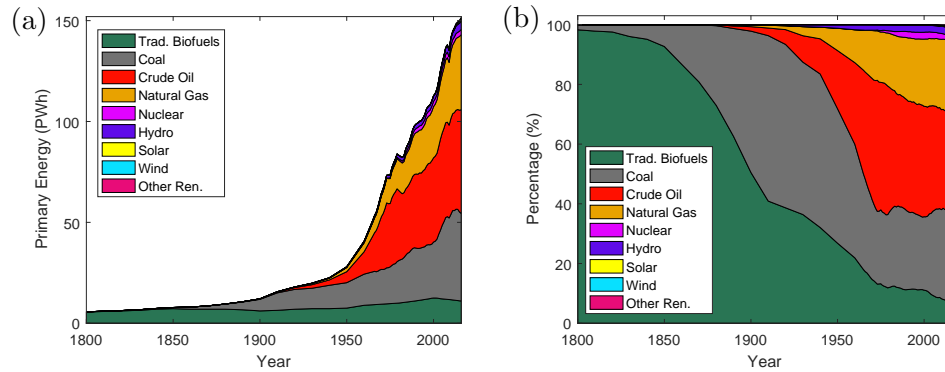 (a)
150
100
50
0
Primary Energy (PWh)
Trad. Biofuels
Coal
Crude Oil
Natural Gas
Nuclear
Hydro
Solar
Wind
Other Ren.
1800 1850 1900 1950 2000
Year
(b)
100
80
60
40
20
0
Percentage (%)
Trad. Biofuels
Coal
Crude Oil
Natural Gas
Nuclear
Hydro
Solar
Wind
Other Ren.
1800 1850 1900 1950 2000
Year